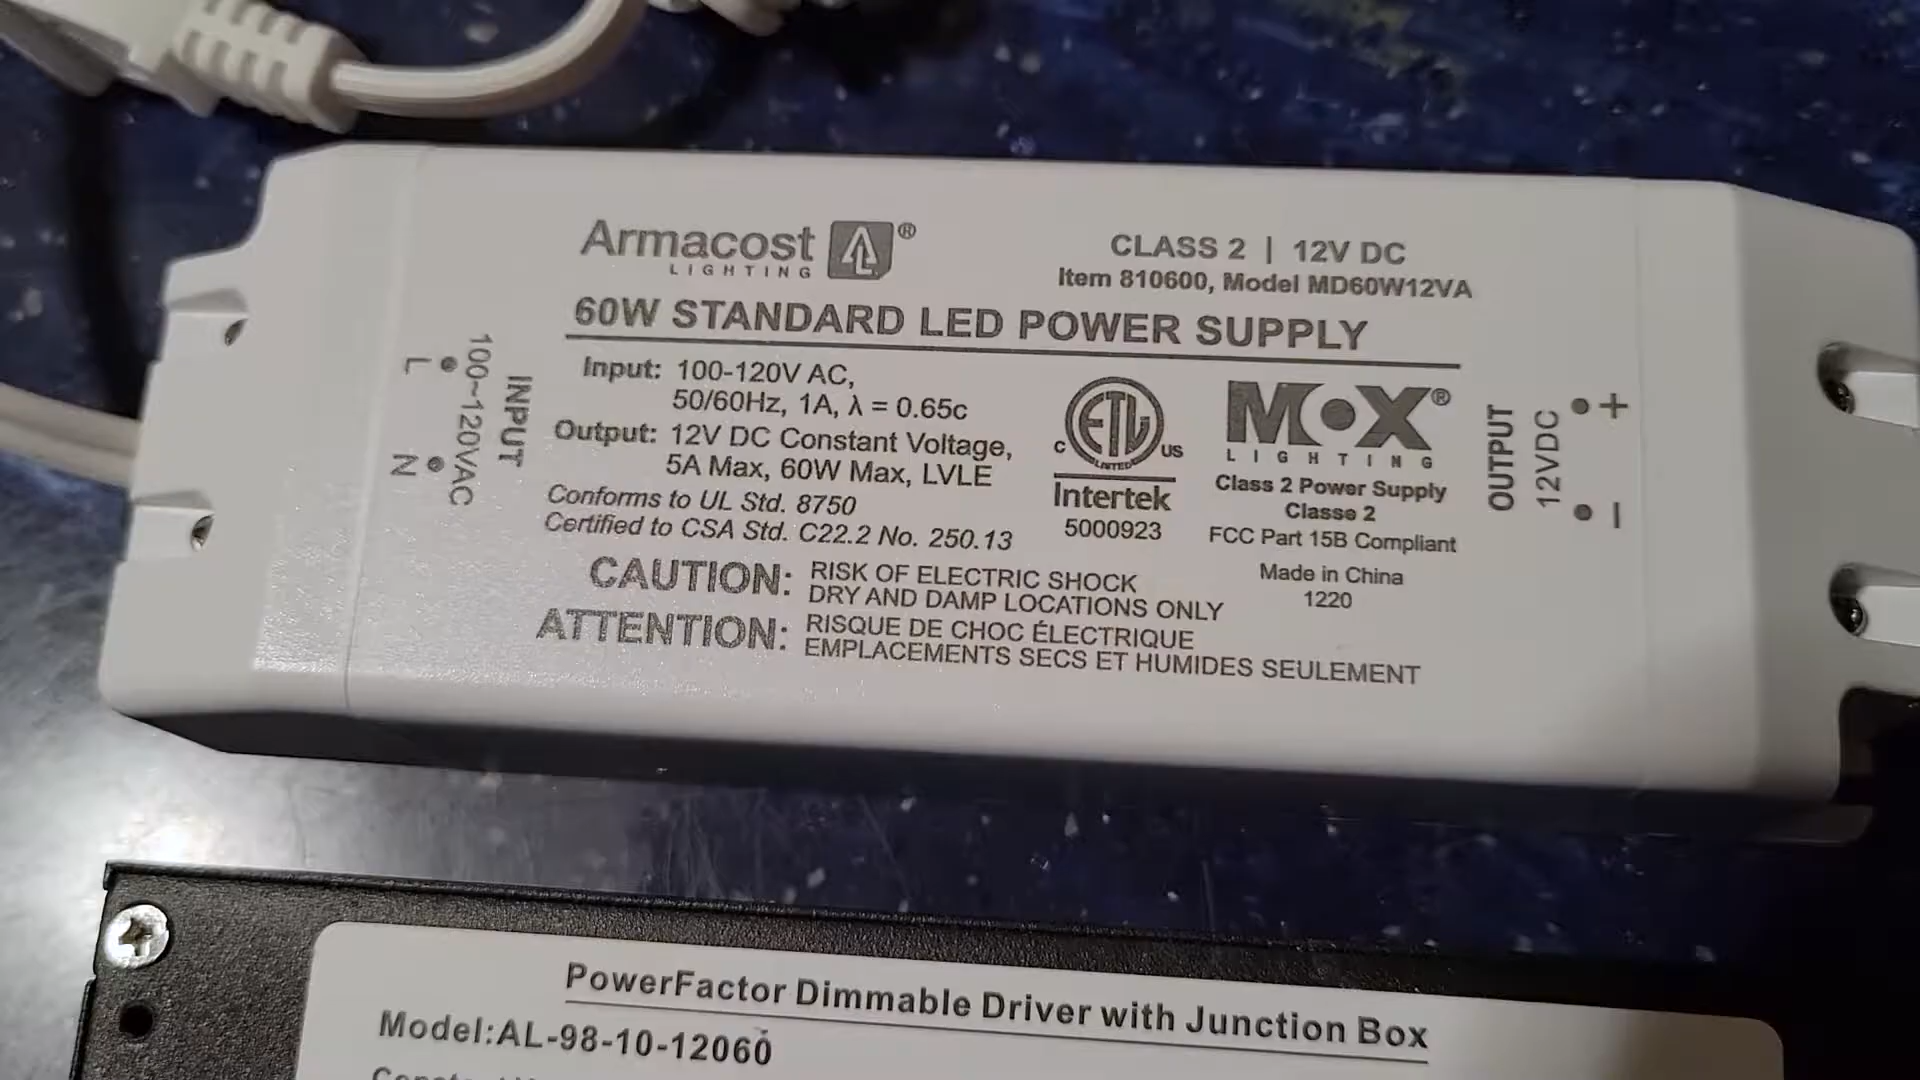 Armacost ®
LIGHTING
CLASS 2 | 12V DC
Item 810600, Model MD60W12VA
60W STANDARD LED POWER SUPPLY
Input: 100-120V AC,
50/60Hz, 1A, λ = 0.65c
Output: 12V DC Constant Voltage,
5A Max, 60W Max, LVLE
Conforms to UL Std. 8750
Certified to CSA Std. C22.2 No. 250.13
INPUT
100~120VAC
L
N
ETL
C US
LISTED
Intertek
5000923
MOX®
LIGHTING
Class 2 Power Supply
Classe 2
FCC Part 15B Compliant
Made in China
1220
OUTPUT
12VDC
+
–
CAUTION: RISK OF ELECTRIC SHOCK
DRY AND DAMP LOCATIONS ONLY
ATTENTION: RISQUE DE CHOC ÉLECTRIQUE
EMPLACEMENTS SECS ET HUMIDES SEULEMENT
PowerFactor Dimmable Driver with Junction Box
Model:AL-98-10-12060